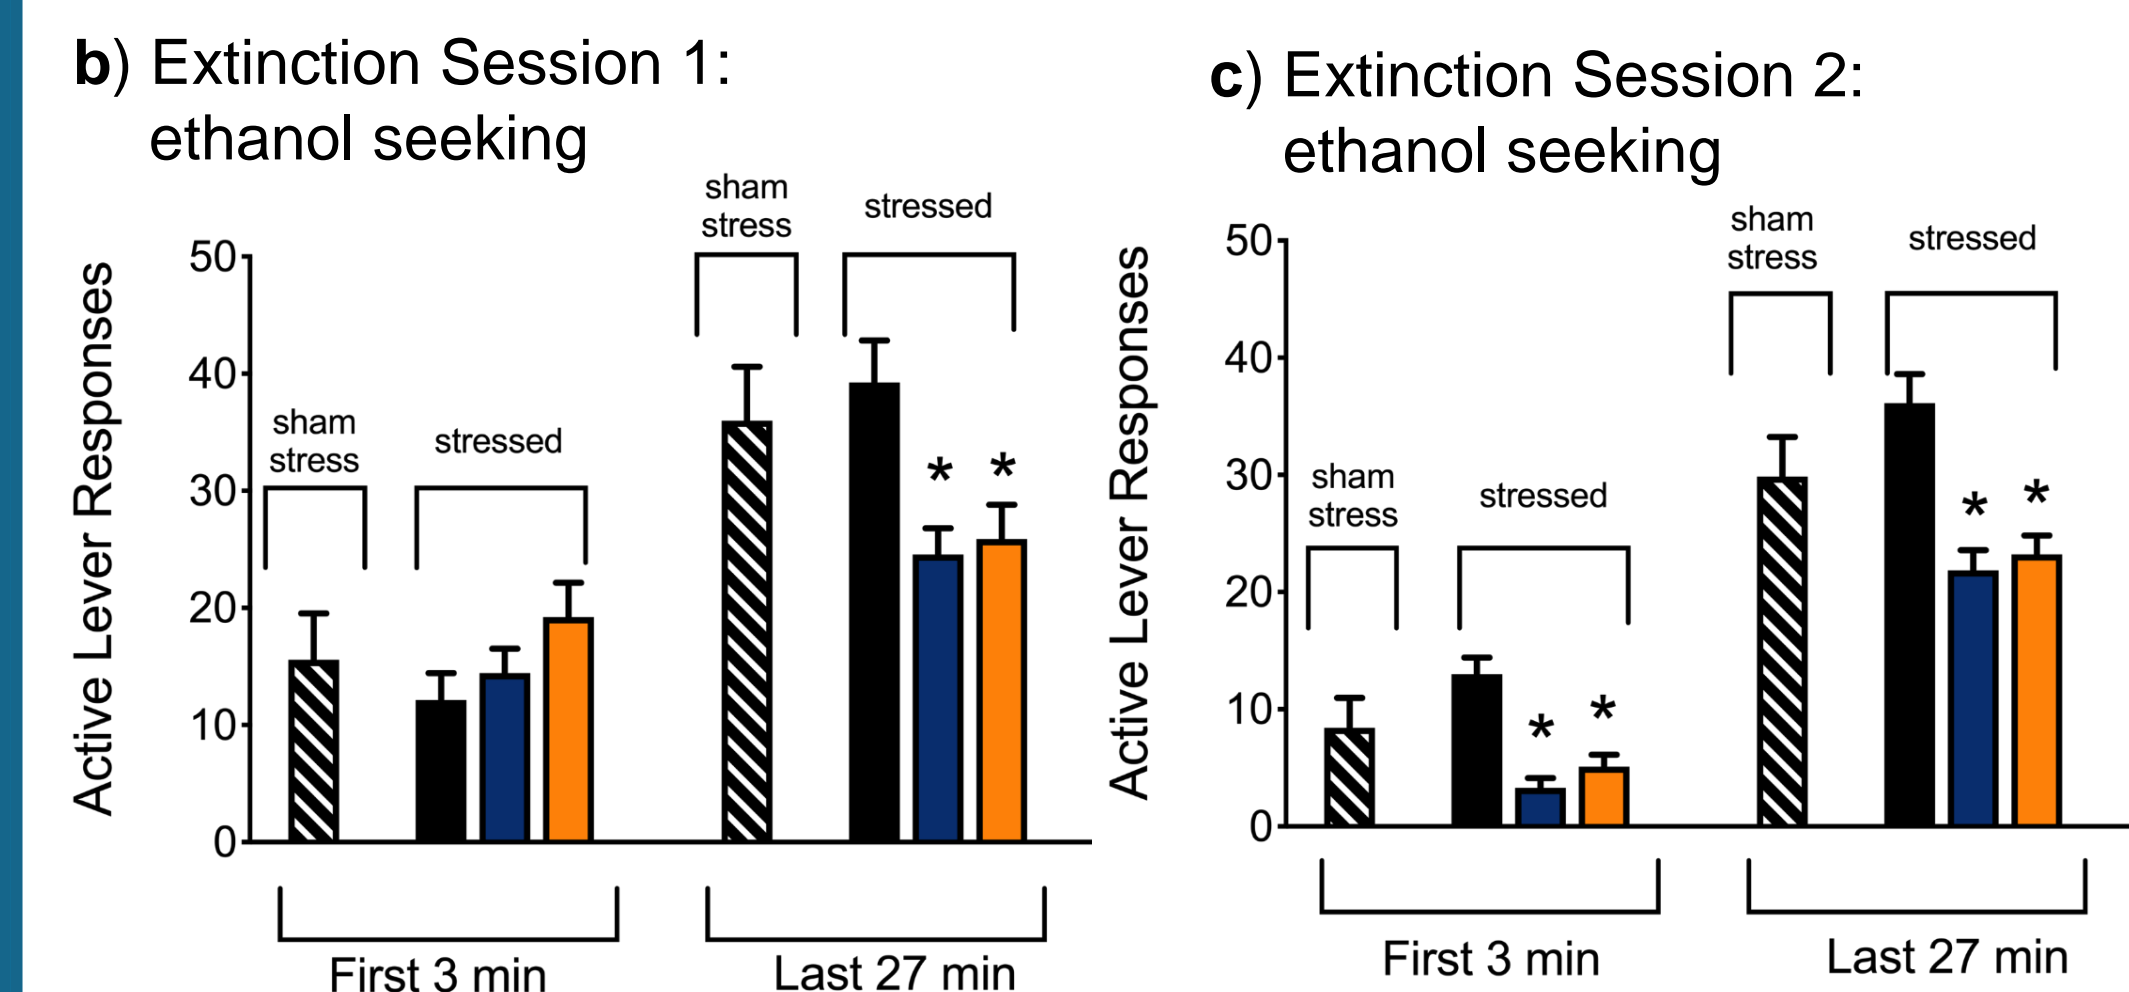 b) Extinction Session 1:
ethanol seeking
Active Lever Responses
50
40
30
20
10
0
sham
stress
stressed
sham
stress
stressed
*
*
First 3 min
Last 27 min
c) Extinction Session 2:
ethanol seeking
Active Lever Responses
50
40
30
20
10
0
sham
stress
stressed
*
*
sham
stress
stressed
*
*
First 3 min
Last 27 min